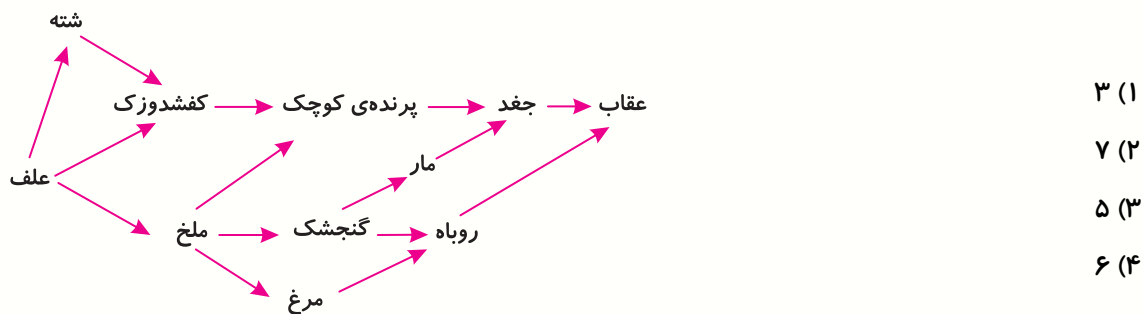 شته
۱) ۳
کفشدوزک پرنده‌ی کوچک جغد عقاب
۲) ۷
مار
علف
۳) ۵
ملخ گنجشک روباه
۴) ۶
مرغ